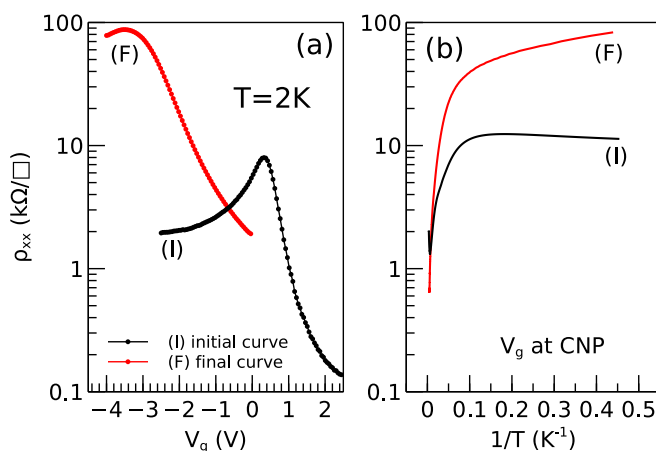 (a)
(F)
T=2K
(I)
(I) initial curve
(F) final curve
100
10
1
0.1
ρxx (kΩ/□)
−4 −3 −2 −1 0 1 2
Vg (V)
(b)
(F)
(I)
Vg at CNP
100
10
1
0.1
0 0.1 0.2 0.3 0.4 0.5
1/T (K-1)